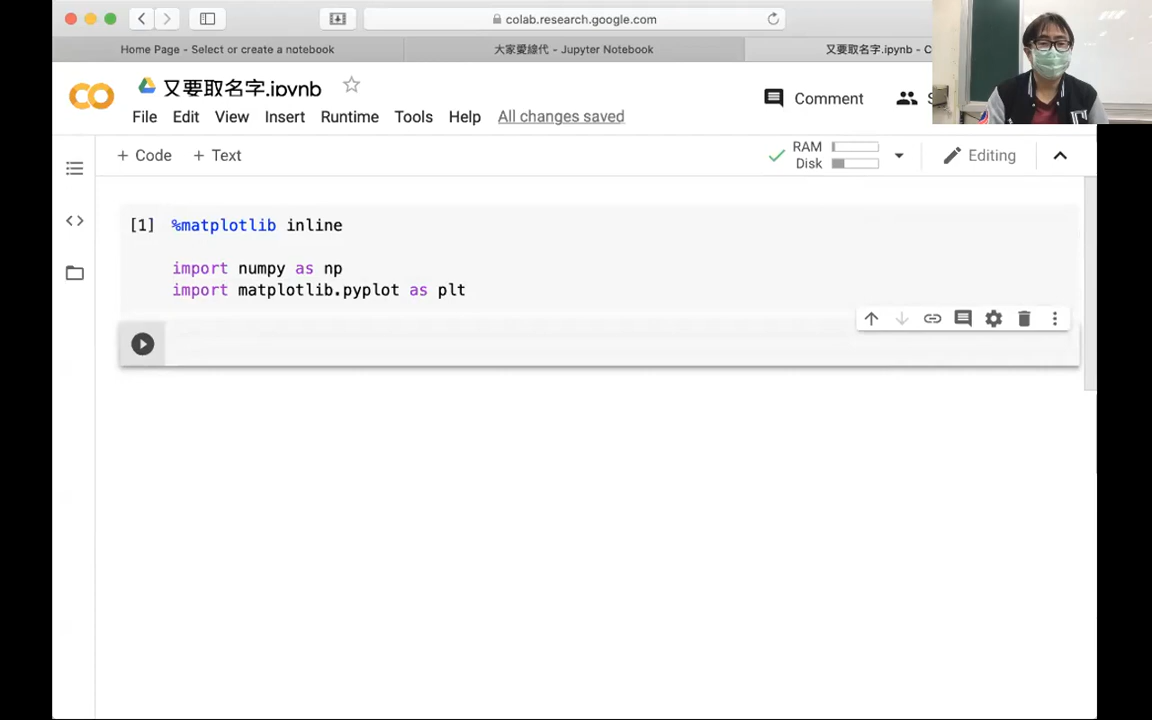 colab.research.google.com
Home Page - Select or create a notebook
大家愛線代 - Jupyter Notebook
又要取名字.ipynb - C
又要取名字.ipynb
Comment
S
File Edit View Insert Runtime Tools Help All changes saved
+ Code + Text
RAM
Disk
Editing
[1] %matplotlib inline
import numpy as np
import matplotlib.pyplot as plt